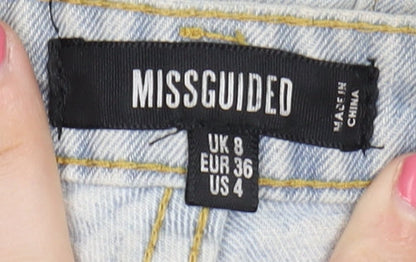 MISSGUIDED
MADE IN
CHINA
UK 8
EUR 36
US 4